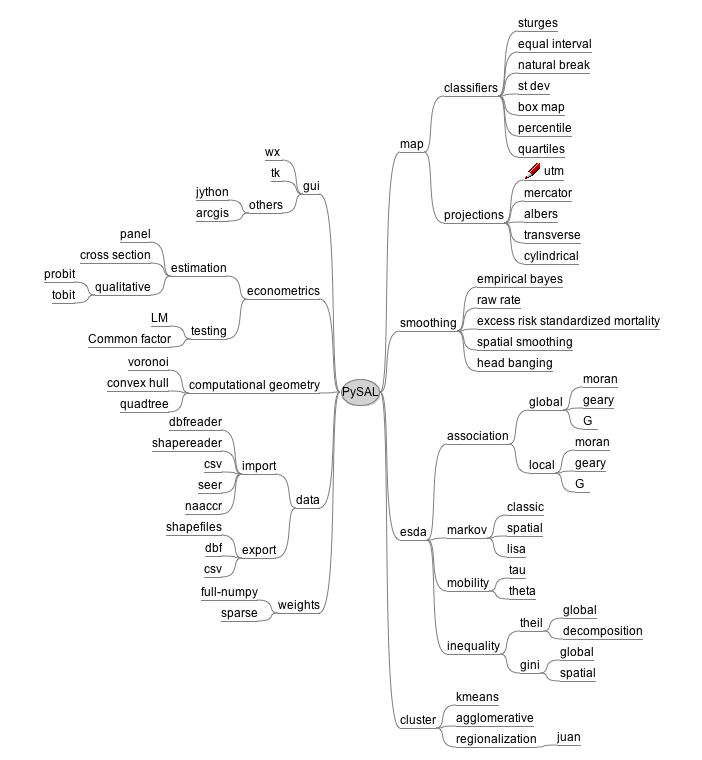 PySAL
gui
wx
tk
others
jython
arcgis
econometrics
estimation
panel
cross section
qualitative
probit
tobit
testing
LM
Common factor
computational geometry
voronoi
convex hull
quadtree
data
import
dbfreader
shapereader
csv
seer
naaccr
export
shapefiles
dbf
csv
weights
full-numpy
sparse
map
classifiers
sturges
equal interval
natural break
st dev
box map
percentile
quartiles
projections
utm
mercator
albers
transverse
cylindrical
smoothing
empirical bayes
raw rate
excess risk standardized mortality
spatial smoothing
head banging
esda
association
global
moran
geary
G
local
moran
geary
G
markov
classic
spatial
lisa
mobility
tau
theta
inequality
theil
global
decomposition
gini
global
spatial
cluster
kmeans
agglomerative
regionalization
juan